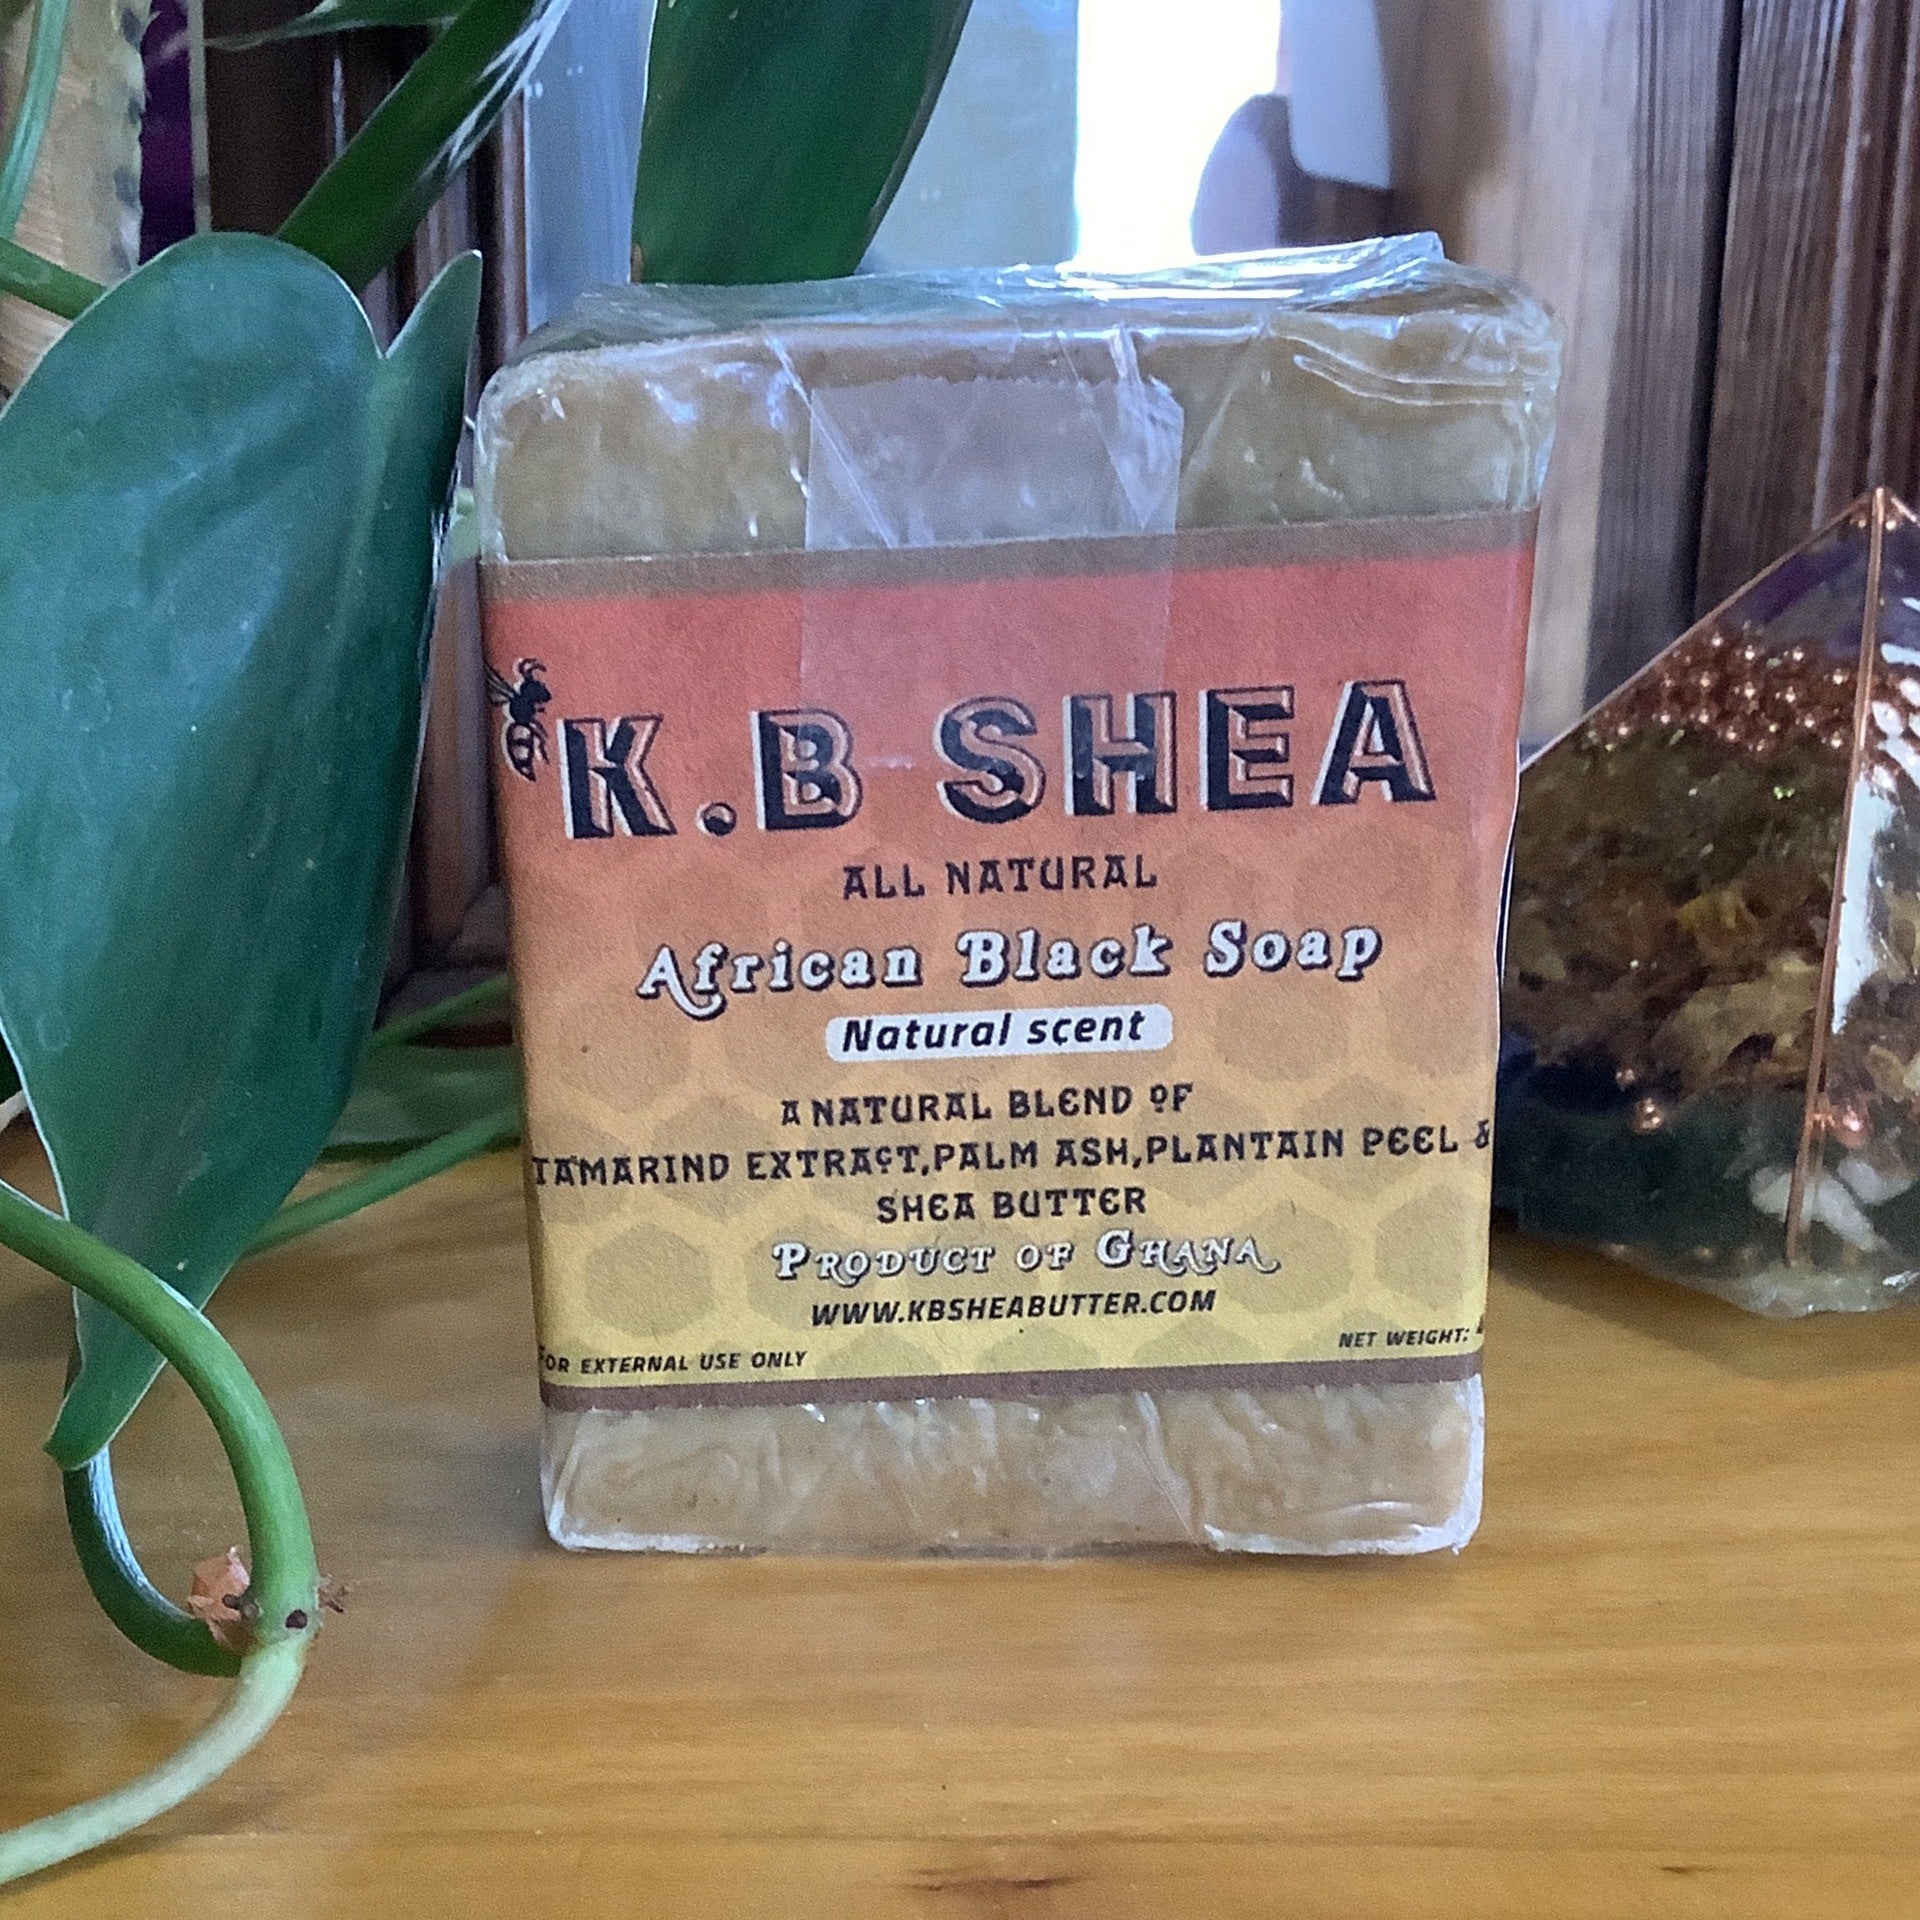 K.B SHEA
ALL NATURAL
African Black Soap
Natural scent
A NATURAL BLEND OF
TAMARIND EXTRACT,PALM ASH,PLANTAIN PEEL &
SHEA BUTTER
PRODUCT OF GHANA
WWW.KBSHEABUTTER.COM
FOR EXTERNAL USE ONLY
NET WEIGHT: